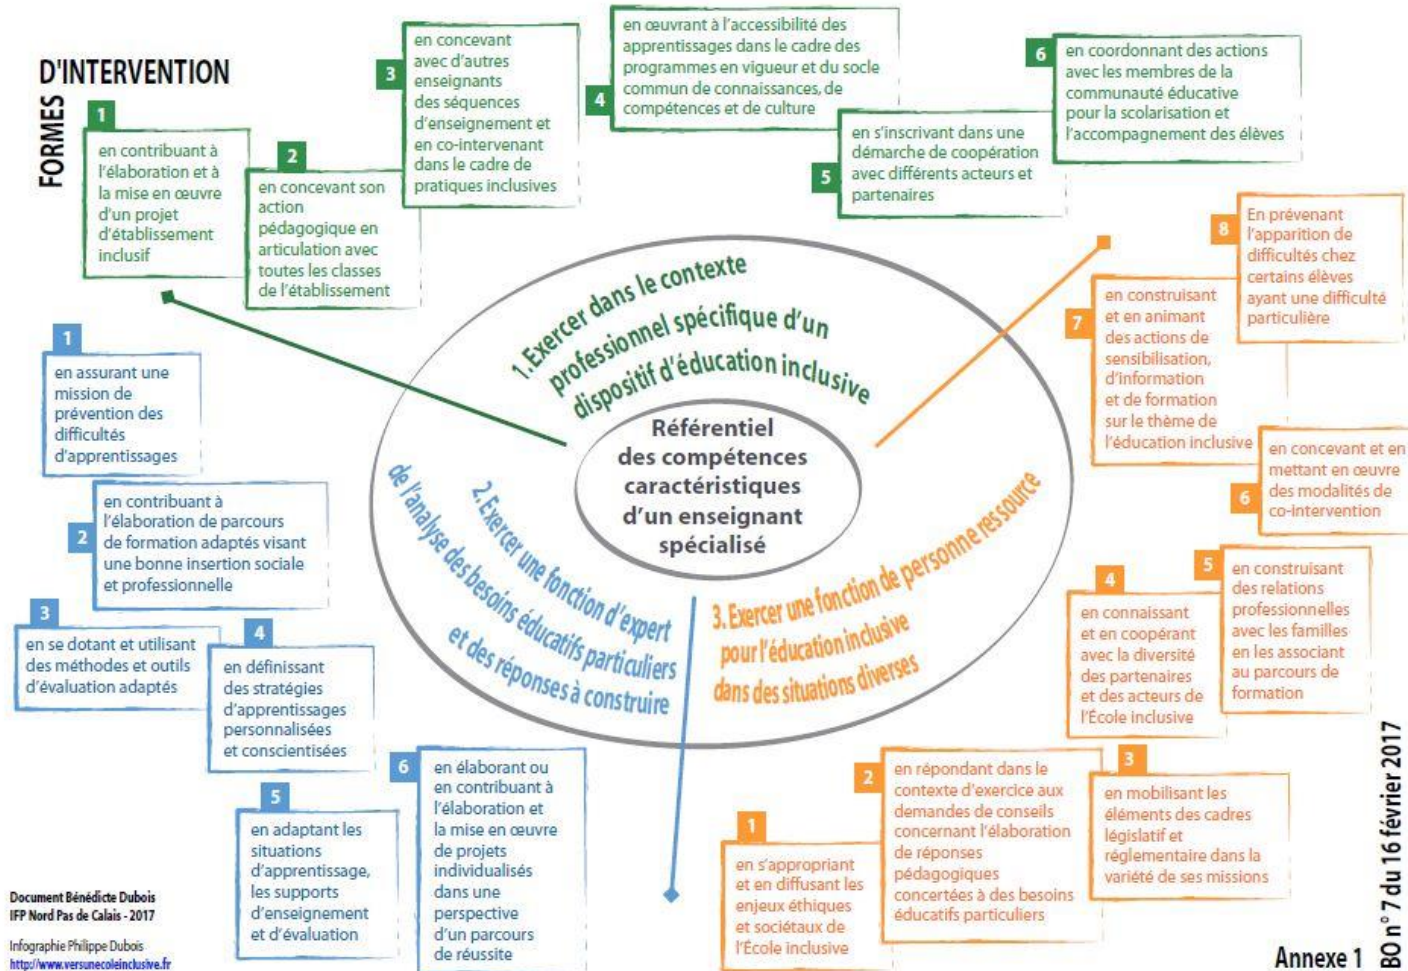 D'INTERVENTION
FORMES
1
en contribuant à
l'élaboration et à
la mise en œuvre
d'un projet
d'établissement
inclusif
2
en concevant son
action
pédagogique en
articulation avec
toutes les classes
de l'établissement
3
en concevant
avec d'autres
enseignants
des séquences
d'enseignement et
en co-intervenant
dans le cadre de
pratiques inclusives
4
en œuvrant à l'accessibilité des
apprentissages dans le cadre des
programmes en vigueur et du socle
commun de connaissances, de
compétences et de culture
5
en s'inscrivant dans une
démarche de coopération
avec différents acteurs et
partenaires
6
en coordonnant des actions
avec les membres de la
communauté éducative
pour la scolarisation et
l'accompagnement des élèves
1.Exercer dans le contexte
professionnel spécifique d'un
dispositif d'éducation inclusive
Référentiel
des compétences
caractéristiques
d'un enseignant
spécialisé
2. Exercer une fonction d'expert
de l'analyse des besoins éducatifs particuliers
et des réponses à construire
3. Exercer une fonction de personne ressource
pour l'éducation inclusive
dans des situations diverses
1
en assurant une
mission de
prévention des
difficultés
d'apprentissages
2
en contribuant à
l'élaboration de parcours
de formation adaptés visant
une bonne insertion sociale
et professionnelle
3
en se dotant et utilisant
des méthodes et outils
d'évaluation adaptés
4
en définissant
des stratégies
d'apprentissages
personnalisées
et conscientisées
5
en adaptant les
situations
d'apprentissage,
les supports
d'enseignement
et d'évaluation
6
en élaborant ou
en contribuant à
l'élaboration et
la mise en œuvre
de projets
individualisés
dans une
perspective
d'un parcours
de réussite
8
En prévenant
l'apparition de
difficultés chez
certains élèves
ayant une difficulté
particulière
7
en construisant
et en animant
des actions de
sensibilisation,
d'information
et de formation
sur le thème de
l'éducation inclusive
6
en concevant et en
mettant en œuvre
des modalités de
co-intervention
5
en construisant
des relations
professionnelles
avec les familles
en les associant
au parcours de
formation
4
en connaissant
et en coopérant
avec la diversité
des partenaires
et des acteurs de
l'École inclusive
3
en mobilisant les
éléments des cadres
législatif et
réglementaire dans la
variété de ses missions
2
en répondant dans le
contexte d'exercice aux
demandes de conseils
concernant l'élaboration
de réponses
pédagogiques
concertées à des besoins
éducatifs particuliers
1
en s'appropriant
et en diffusant les
enjeux éthiques
et sociétaux de
l'École inclusive
Document Bénédicte Dubois
IFP Nord Pas de Calais - 2017
Infographie Philippe Dubois
http://www.versunecoleinclusive.fr
Annexe 1
BO n° 7 du 16 février 2017